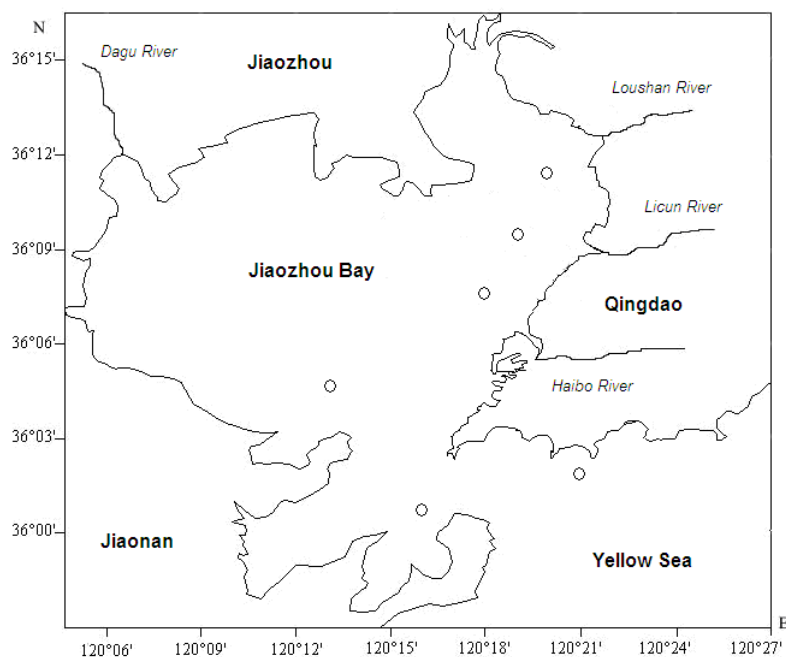 N
Dagu River
Jiaozhou
36°15'
Loushan River
36°12'
Licun River
36°09'
Jiaozhou Bay
Qingdao
36°06'
Haibo River
36°03'
36°00'
Jiaonan
Yellow Sea
E
120°06' 120°09' 120°12' 120°15' 120°18' 120°21' 120°24' 120°27'